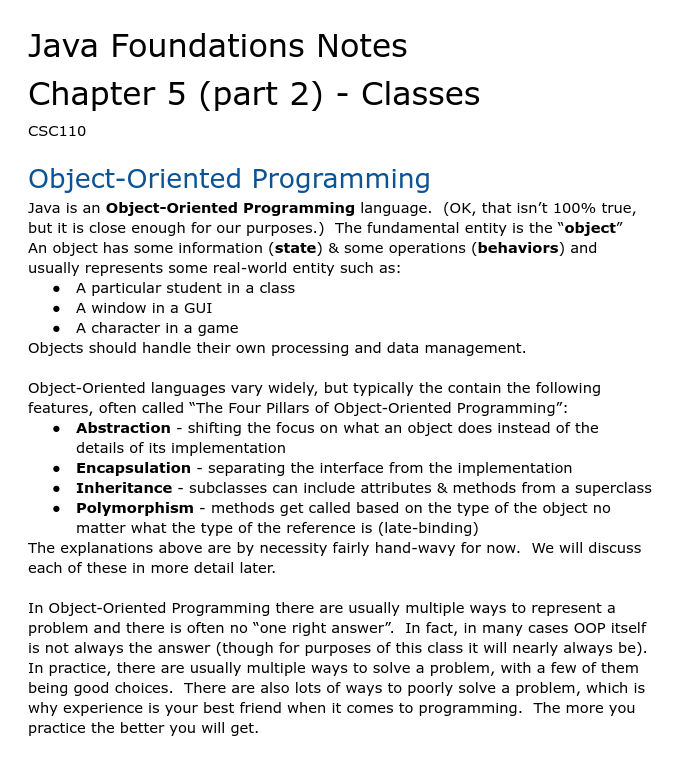 Java Foundations Notes
Chapter 5 (part 2) - Classes
CSC110
Object-Oriented Programming
Java is an Object-Oriented Programming language.  (OK, that isn’t 100% true,
but it is close enough for our purposes.)  The fundamental entity is the “object”
An object has some information (state) & some operations (behaviors) and
usually represents some real-world entity such as:
● A particular student in a class
● A window in a GUI
● A character in a game
Objects should handle their own processing and data management.
Object-Oriented languages vary widely, but typically the contain the following
features, often called “The Four Pillars of Object-Oriented Programming”:
● Abstraction - shifting the focus on what an object does instead of the
details of its implementation
● Encapsulation - separating the interface from the implementation
● Inheritance - subclasses can include attributes & methods from a superclass
● Polymorphism - methods get called based on the type of the object no
matter what the type of the reference is (late-binding)
The explanations above are by necessity fairly hand-wavy for now.  We will discuss
each of these in more detail later.
In Object-Oriented Programming there are usually multiple ways to represent a
problem and there is often no “one right answer”.  In fact, in many cases OOP itself
is not always the answer (though for purposes of this class it will nearly always be).
In practice, there are usually multiple ways to solve a problem, with a few of them
being good choices.  There are also lots of ways to poorly solve a problem, which is
why experience is your best friend when it comes to programming.  The more you
practice the better you will get.